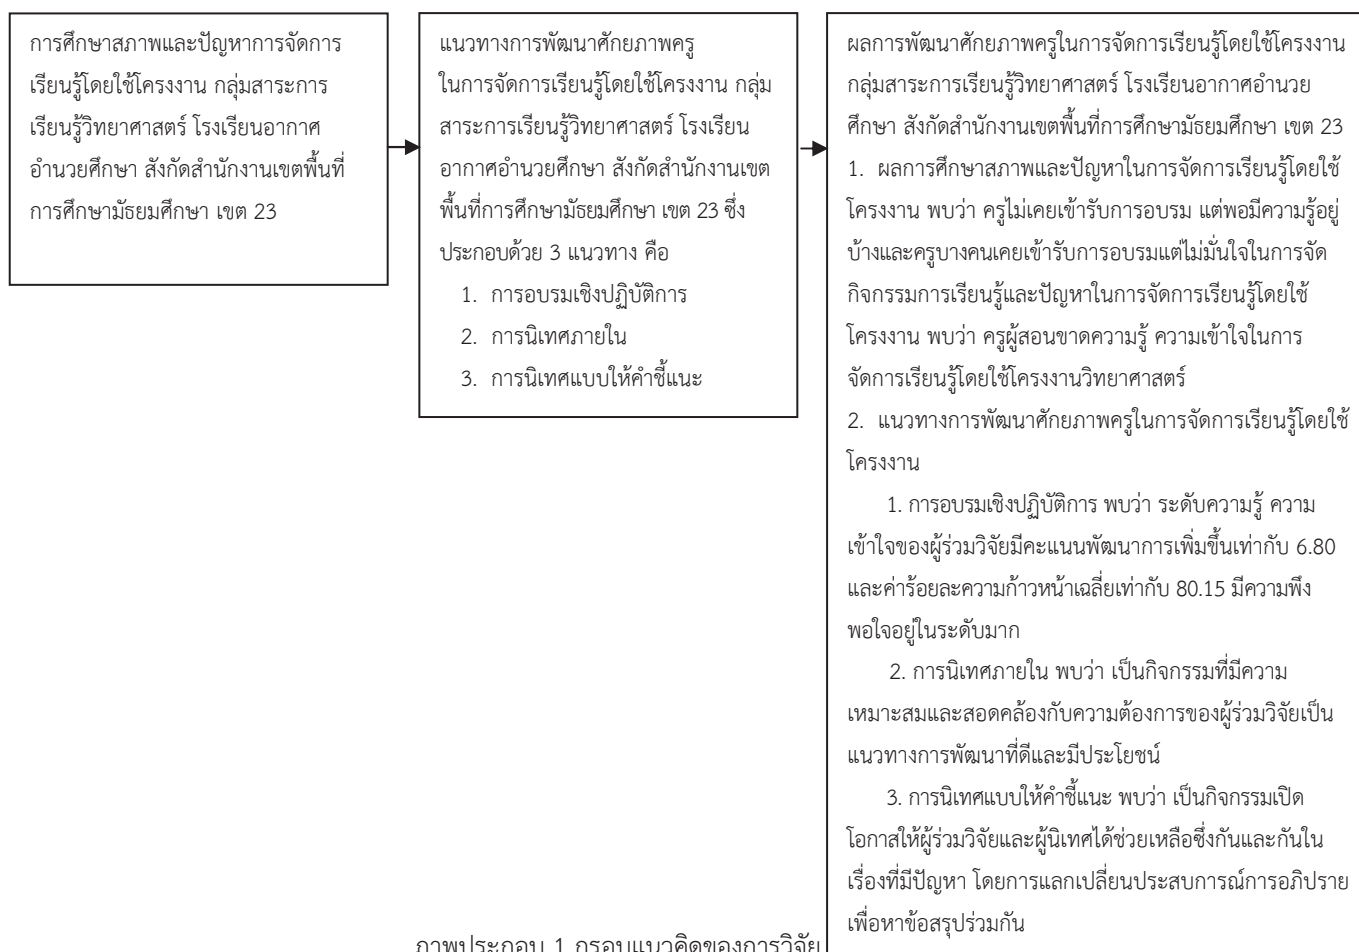 การศึกษาสภาพและปัญหาการจัดการ
เรียนรู้โดยใช้โครงงาน กลุ่มสาระการ
เรียนรู้วิทยาศาสตร์ โรงเรียนอากาศ
อำนวยศึกษา สังกัดสำนักงานเขตพื้นที่
การศึกษามัธยมศึกษา เขต 23
แนวทางการพัฒนาศักยภาพครู
ในการจัดการเรียนรู้โดยใช้โครงงาน กลุ่ม
สาระการเรียนรู้วิทยาศาสตร์ โรงเรียน
อากาศอำนวยศึกษา สังกัดสำนักงานเขต
พื้นที่การศึกษามัธยมศึกษา เขต 23 ซึ่ง
ประกอบด้วย 3 แนวทาง คือ
1. การอบรมเชิงปฏิบัติการ
2. การนิเทศภายใน
3. การนิเทศแบบให้คำชี้แนะ
ผลการพัฒนาศักยภาพครูในการจัดการเรียนรู้โดยใช้โครงงาน
กลุ่มสาระการเรียนรู้วิทยาศาสตร์ โรงเรียนอากาศอำนวย
ศึกษา สังกัดสำนักงานเขตพื้นที่การศึกษามัธยมศึกษา เขต 23
1. ผลการศึกษาสภาพและปัญหาในการจัดการเรียนรู้โดยใช้
โครงงาน พบว่า ครูไม่เคยเข้ารับการอบรม แต่พอมีความรู้อยู่
บ้างและครูบางคนเคยเข้ารับการอบรมแต่ไม่มั่นใจในการจัด
กิจกรรมการเรียนรู้และปัญหาในการจัดการเรียนรู้โดยใช้
โครงงาน พบว่า ครูผู้สอนขาดความรู้ ความเข้าใจในการ
จัดการเรียนรู้โดยใช้โครงงานวิทยาศาสตร์
2. แนวทางการพัฒนาศักยภาพครูในการจัดการเรียนรู้โดยใช้
โครงงาน
1. การอบรมเชิงปฏิบัติการ พบว่า ระดับความรู้ ความ
เข้าใจของผู้ร่วมวิจัยมีคะแนนพัฒนาการเพิ่มขึ้นเท่ากับ 6.80
และค่าร้อยละความก้าวหน้าเฉลี่ยเท่ากับ 80.15 มีความพึง
พอใจอยู่ในระดับมาก
2. การนิเทศภายใน พบว่า เป็นกิจกรรมที่มีความ
เหมาะสมและสอดคล้องกับความต้องการของผู้ร่วมวิจัยเป็น
แนวทางการพัฒนาที่ดีและมีประโยชน์
3. การนิเทศแบบให้คำชี้แนะ พบว่า เป็นกิจกรรมเปิด
โอกาสให้ผู้ร่วมวิจัยและผู้นิเทศได้ช่วยเหลือซึ่งกันและกันใน
เรื่องที่มีปัญหา โดยการแลกเปลี่ยนประสบการณ์การอภิปราย
เพื่อหาข้อสรุปร่วมกัน
ภาพประกอบ 1 กรอบแนวคิดของการวิจัย